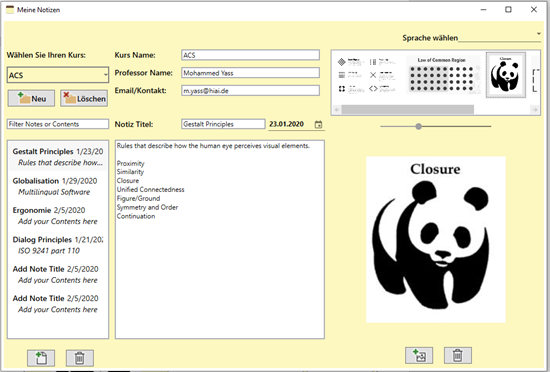 Meine Notizen
Sprache wählen
Wählen Sie Ihren Kurs:
ACS
Neu
Löschen
Kurs Name:
ACS
Professor Name:
Mohammed Yass
Email/Kontakt:
m.yass@hiai.de
Law of Common Region
Closure
Filter Notes or Contents
Notiz Titel:
Gestalt Principles
23.01.2020
Gestalt Principles 1/23/20
Rules that describe how...
Globalisation 1/29/2020
Multilingual Software
Ergonomie 2/5/2020
Add your Contents here
Dialog Principles 1/21/202
ISO 9241 part 110
Add Note Title 2/5/2020
Add your Contents here
Add Note Title 2/5/2020
Add your Contents here
Rules that describe how the human eye perceives visual elements.
Proximity
Similarity
Closure
Unified Connectedness
Figure/Ground
Symmetry and Order
Continuation
Closure